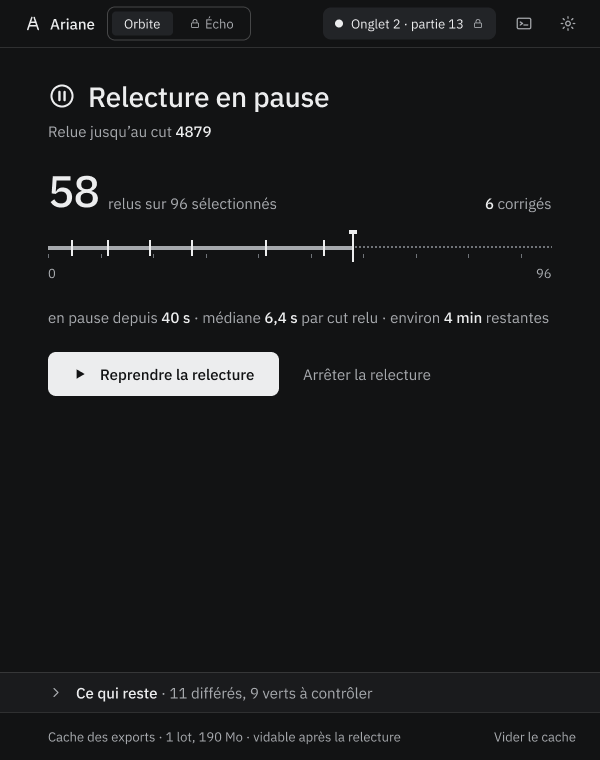 Ariane Orbite Écho Onglet 2 · partie 13
Relecture en pause
Relue jusqu’au cut 4879
58 relus sur 96 sélectionnés 6 corrigés
0 96
en pause depuis 40 s · médiane 6,4 s par cut relu · environ 4 min restantes
Reprendre la relecture Arrêter la relecture
Ce qui reste · 11 différés, 9 verts à contrôler
Cache des exports · 1 lot, 190 Mo · vidable après la relecture Vider le cache